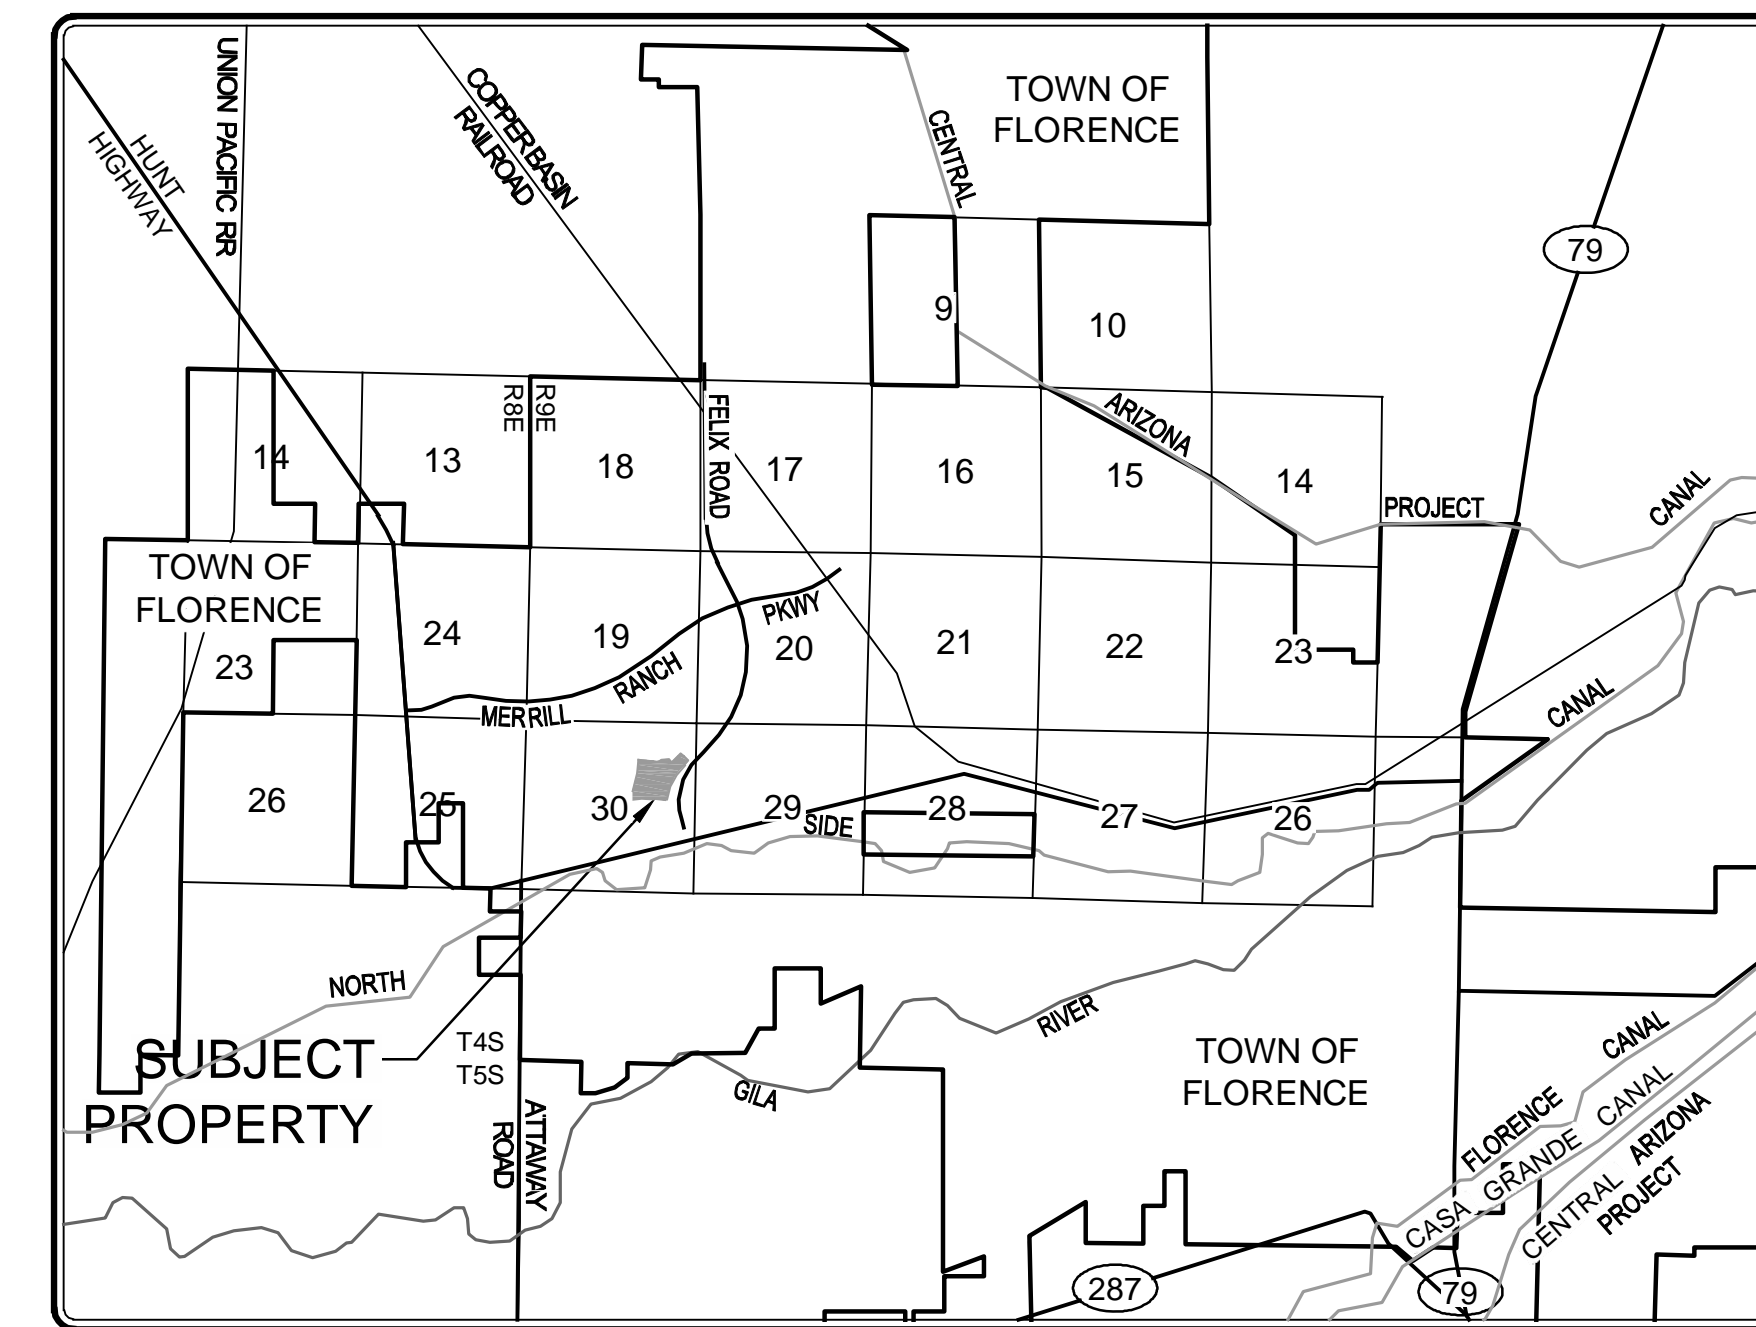 UNION PACIFIC RR
COPPER BASIN
RAILROAD
HUNT
HIGHWAY
TOWN OF
FLORENCE
CENTRAL
79
9
10
R8E
R9E
FELIX ROAD
ARIZONA
14
13
18
17
16
15
14
PROJECT
CANAL
TOWN OF
FLORENCE
23
24
19
20
21
22
23
PKWY
RANCH
MERRILL
CANAL
26
25
30
29
28
27
26
SIDE
NORTH
SUBJECT
PROPERTY
T4S
T5S
RIVER
GILA
TOWN OF
FLORENCE
ATTAWAY
ROAD
CANAL
FLORENCE
CASA GRANDE CANAL
CENTRAL ARIZONA
PROJECT
287
79